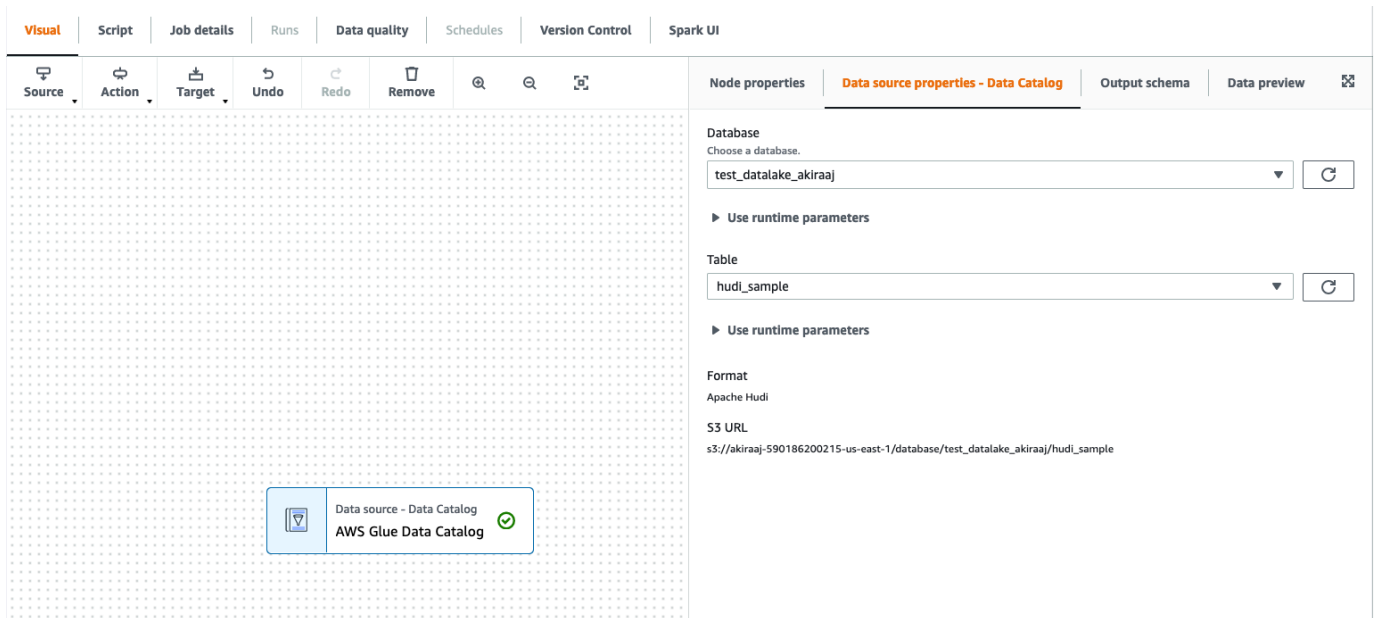 Visual Script Job details Runs Data quality Schedules Version Control Spark UI
Source Action Target Undo Redo Remove
Node properties Data source properties - Data Catalog Output schema Data preview
Database
Choose a database.
test_datalake_akiraaj
Use runtime parameters
Table
hudi_sample
Use runtime parameters
Format
Apache Hudi
S3 URL
s3://akiraaj-590186200215-us-east-1/database/test_datalake_akiraaj/hudi_sample
Data source - Data Catalog
AWS Glue Data Catalog